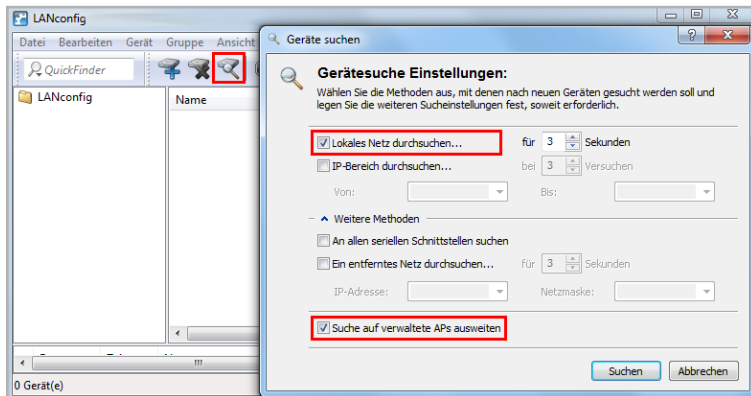 LANconfig
Datei Bearbeiten Gerät Gruppe Ansicht
QuickFinder
LANconfig
Name
0 Gerät(e)
Geräte suchen
Gerätesuche Einstellungen:
Wählen Sie die Methoden aus, mit denen nach neuen Geräten gesucht werden soll und
legen Sie die weiteren Sucheinstellungen fest, soweit erforderlich.
Lokales Netz durchsuchen... für 3 Sekunden
IP-Bereich durchsuchen... bei 3 Versuchen
Von: Bis:
Weitere Methoden
An allen seriellen Schnittstellen suchen
Ein entferntes Netz durchsuchen... für 3 Sekunden
IP-Adresse: Netzmaske:
Suche auf verwaltete APs ausweiten
Suchen Abbrechen